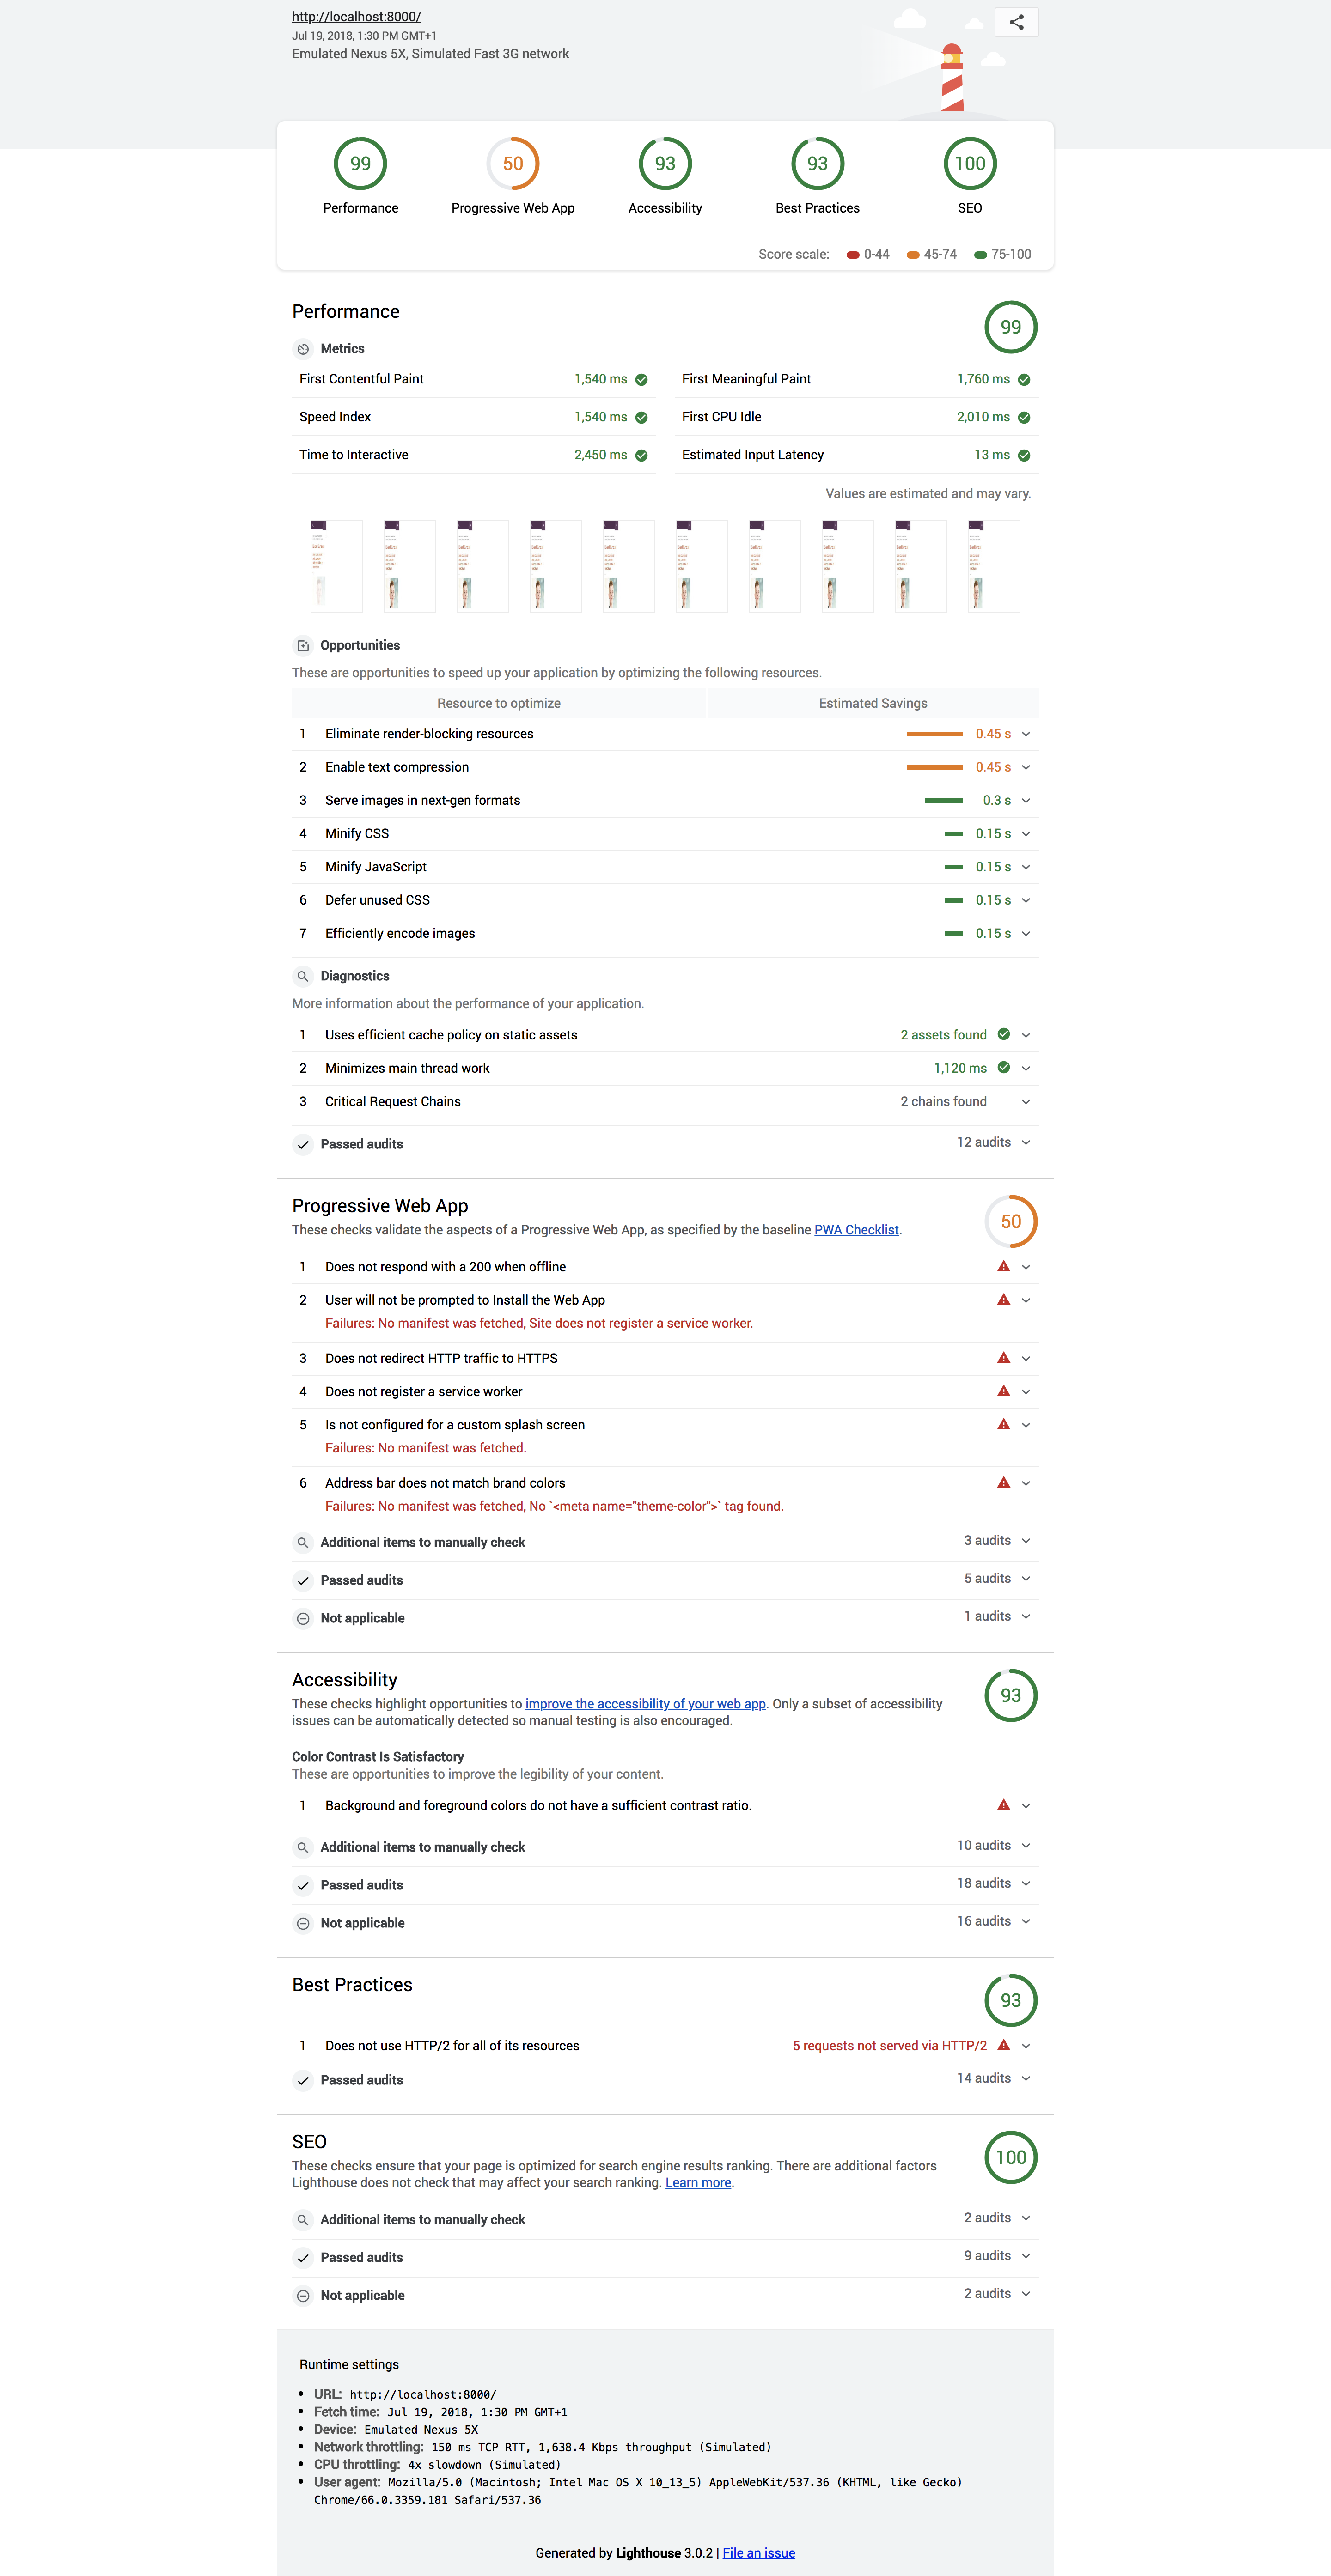 http://localhost:8000/
Jul 19, 2018, 1:30 PM GMT+1
Emulated Nexus 5X, Simulated Fast 3G network
99 50 93 93 100
Performance Progressive Web App Accessibility Best Practices SEO
Score scale: 0-44 45-74 75-100
Performance
99
Metrics
First Contentful Paint 1,540 ms First Meaningful Paint 1,760 ms
Speed Index 1,540 ms First CPU Idle 2,010 ms
Time to Interactive 2,450 ms Estimated Input Latency 13 ms
Values are estimated and may vary.
Opportunities
These are opportunities to speed up your application by optimizing the following resources.
Resource to optimize Estimated Savings
1 Eliminate render-blocking resources 0.45 s
2 Enable text compression 0.45 s
3 Serve images in next-gen formats 0.3 s
4 Minify CSS 0.15 s
5 Minify JavaScript 0.15 s
6 Defer unused CSS 0.15 s
7 Efficiently encode images 0.15 s
Diagnostics
More information about the performance of your application.
1 Uses efficient cache policy on static assets 2 assets found
2 Minimizes main thread work 1,120 ms
3 Critical Request Chains 2 chains found
Passed audits 12 audits
Progressive Web App
50
These checks validate the aspects of a Progressive Web App, as specified by the baseline PWA Checklist.
1 Does not respond with a 200 when offline
2 User will not be prompted to Install the Web App
Failures: No manifest was fetched, Site does not register a service worker.
3 Does not redirect HTTP traffic to HTTPS
4 Does not register a service worker
5 Is not configured for a custom splash screen
Failures: No manifest was fetched.
6 Address bar does not match brand colors
Failures: No manifest was fetched, No `<meta name="theme-color">` tag found.
Additional items to manually check 3 audits
Passed audits 5 audits
Not applicable 1 audits
Accessibility
93
These checks highlight opportunities to improve the accessibility of your web app. Only a subset of accessibility
issues can be automatically detected so manual testing is also encouraged.
Color Contrast Is Satisfactory
These are opportunities to improve the legibility of your content.
1 Background and foreground colors do not have a sufficient contrast ratio.
Additional items to manually check 10 audits
Passed audits 18 audits
Not applicable 16 audits
Best Practices
93
1 Does not use HTTP/2 for all of its resources 5 requests not served via HTTP/2
Passed audits 14 audits
SEO
100
These checks ensure that your page is optimized for search engine results ranking. There are additional factors
Lighthouse does not check that may affect your search ranking. Learn more.
Additional items to manually check 2 audits
Passed audits 9 audits
Not applicable 2 audits
Runtime settings
• URL: http://localhost:8000/
• Fetch time: Jul 19, 2018, 1:30 PM GMT+1
• Device: Emulated Nexus 5X
• Network throttling: 150 ms TCP RTT, 1,638.4 Kbps throughput (Simulated)
• CPU throttling: 4x slowdown (Simulated)
• User agent: Mozilla/5.0 (Macintosh; Intel Mac OS X 10_13_5) AppleWebKit/537.36 (KHTML, like Gecko)
Chrome/66.0.3359.181 Safari/537.36
Generated by Lighthouse 3.0.2 | File an issue